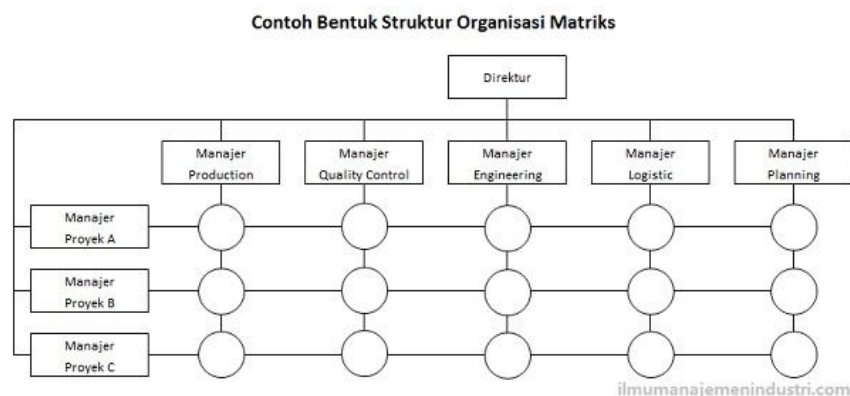 Contoh Bentuk Struktur Organisasi Matriks
Direktur
Manajer
Production
Manajer
Quality Control
Manajer
Engineering
Manajer
Logistic
Manajer
Planning
Manajer
Proyek A
Manajer
Proyek B
Manajer
Proyek C
ilmumanajemenindustri.com